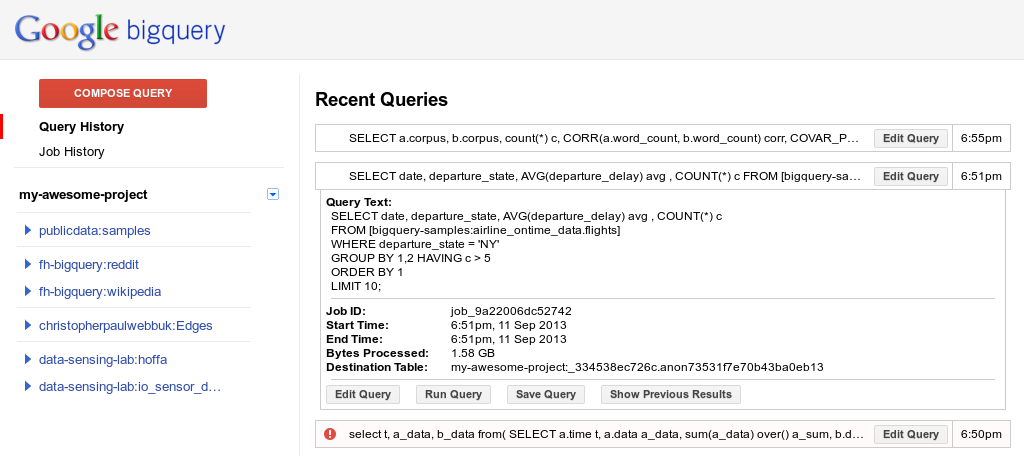 Google bigquery
COMPOSE QUERY
Query History
Job History
my-awesome-project
publicdata:samples
fh-bigquery:reddit
fh-bigquery:wikipedia
christopherpaulwebbuk:Edges
data-sensing-lab:hoffa
data-sensing-lab:io_sensor_d…
Recent Queries
SELECT a.corpus, b.corpus, count(*) c, CORR(a.word_count, b.word_count) corr, COVAR_P… Edit Query 6:55pm
SELECT date, departure_state, AVG(departure_delay) avg , COUNT(*) c FROM [bigquery-sa… Edit Query 6:51pm
Query Text:
SELECT date, departure_state, AVG(departure_delay) avg , COUNT(*) c
FROM [bigquery-samples:airline_ontime_data.flights]
WHERE departure_state = 'NY'
GROUP BY 1,2 HAVING c > 5
ORDER BY 1
LIMIT 10;
Job ID: job_9a22006dc52742
Start Time: 6:51pm, 11 Sep 2013
End Time: 6:51pm, 11 Sep 2013
Bytes Processed: 1.58 GB
Destination Table: my-awesome-project:_334538ec726c.anon73531f7e70b43ba0eb13
Edit Query Run Query Save Query Show Previous Results
select t, a_data, b_data from( SELECT a.time t, a.data a_data, sum(a_data) over() a_sum, b.d… Edit Query 6:50pm